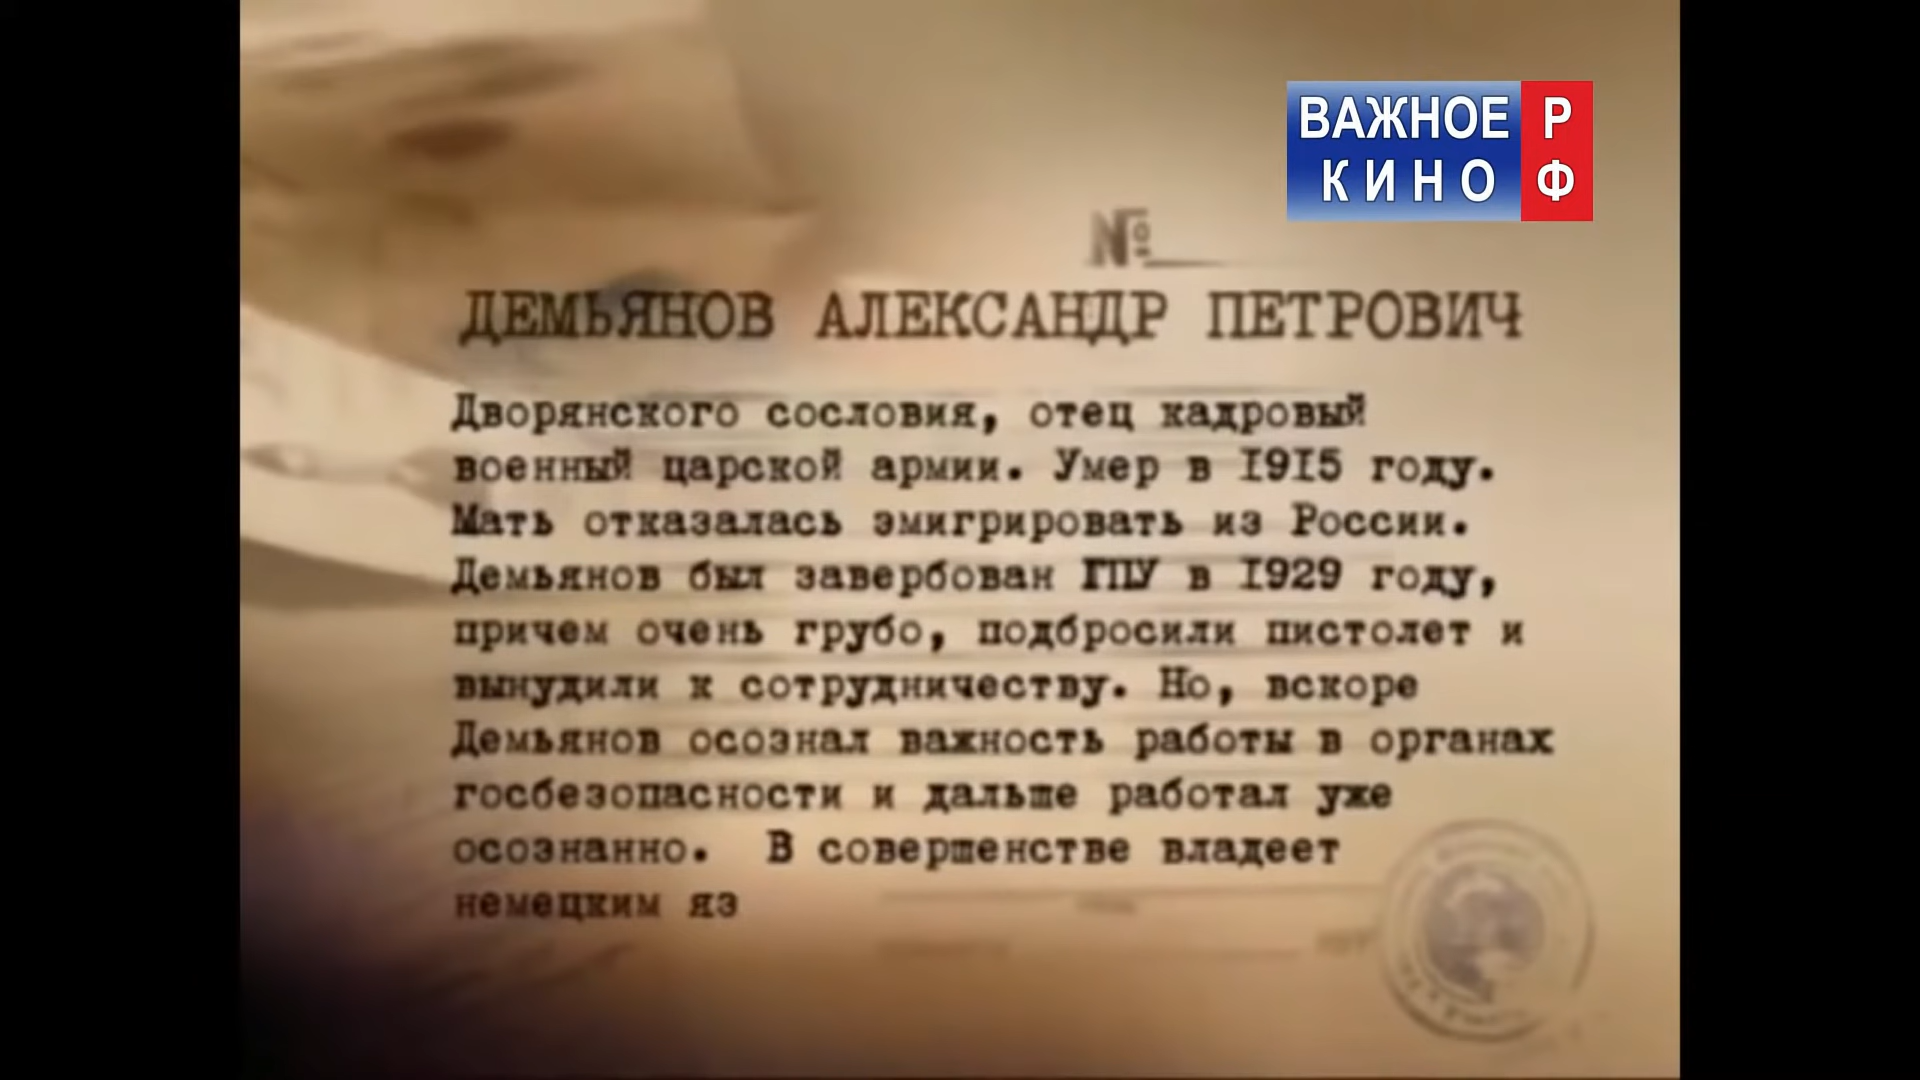 ВАЖНОЕ РФ
КИНО
№
ДЕМЬЯНОВ АЛЕКСАНДР ПЕТРОВИЧ
Дворянского сословия, отец кадровый
военный царской армии. Умер в 1915 году.
Мать отказалась эмигрировать из России.
Демьянов был завербован ГПУ в 1929 году,
причем очень грубо, подбросили пистолет и
вынудили к сотрудничеству. Но, вскоре
Демьянов осознал важность работы в органах
госбезопасности и дальше работал уже
осознанно. В совершенстве владеет
немецким яз